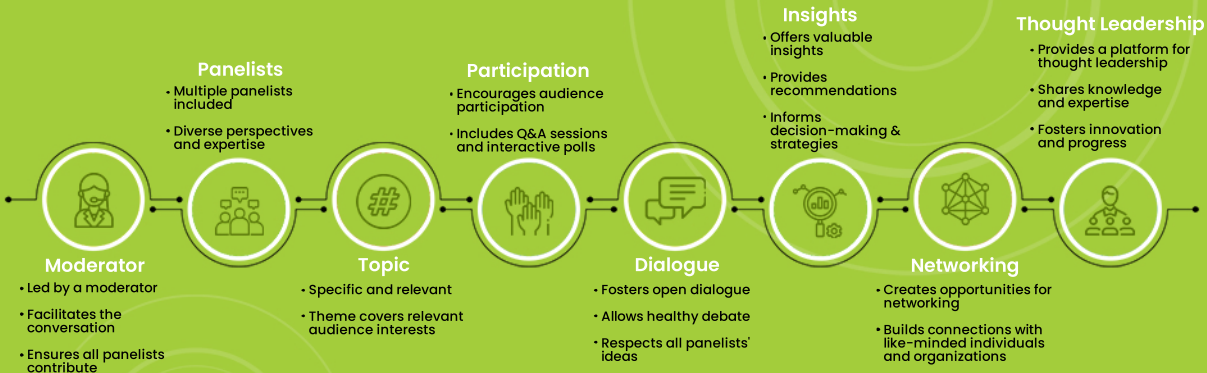 Moderator
• Led by a moderator
• Facilitates the
conversation
• Ensures all panelists
contribute
Panelists
• Multiple panelists
included
• Diverse perspectives
and expertise
Topic
• Specific and relevant
• Theme covers relevant
audience interests
#
Participation
• Encourages audience
participation
• Includes Q&A sessions
and interactive polls
Dialogue
• Fosters open dialogue
• Allows healthy debate
• Respects all panelists'
ideas
Insights
• Offers valuable
insights
• Provides
recommendations
• Informs
decision-making &
strategies
Networking
• Creates opportunities for
networking
• Builds connections with
like-minded individuals
and organizations
Thought Leadership
• Provides a platform for
thought leadership
• Shares knowledge
and expertise
• Fosters innovation
and progress